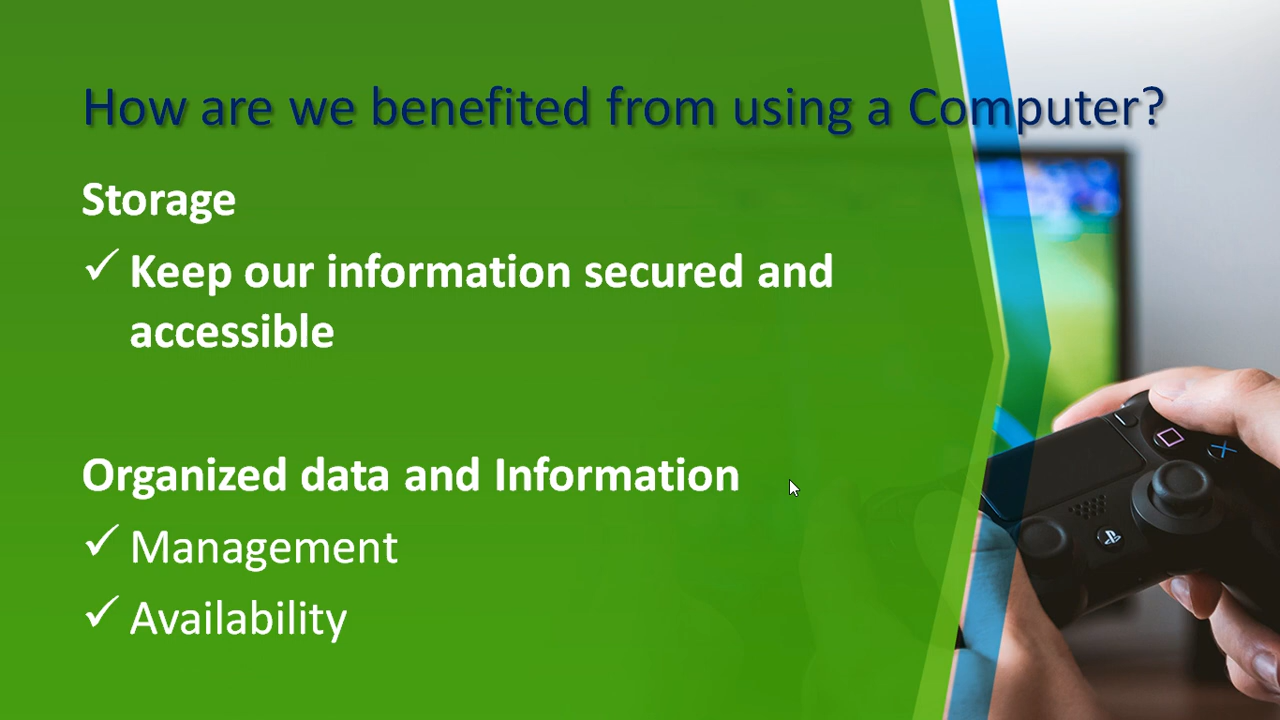 How are we benefited from using a Computer?
Storage
✓ Keep our information secured and
accessible
Organized data and Information
✓ Management
✓ Availability